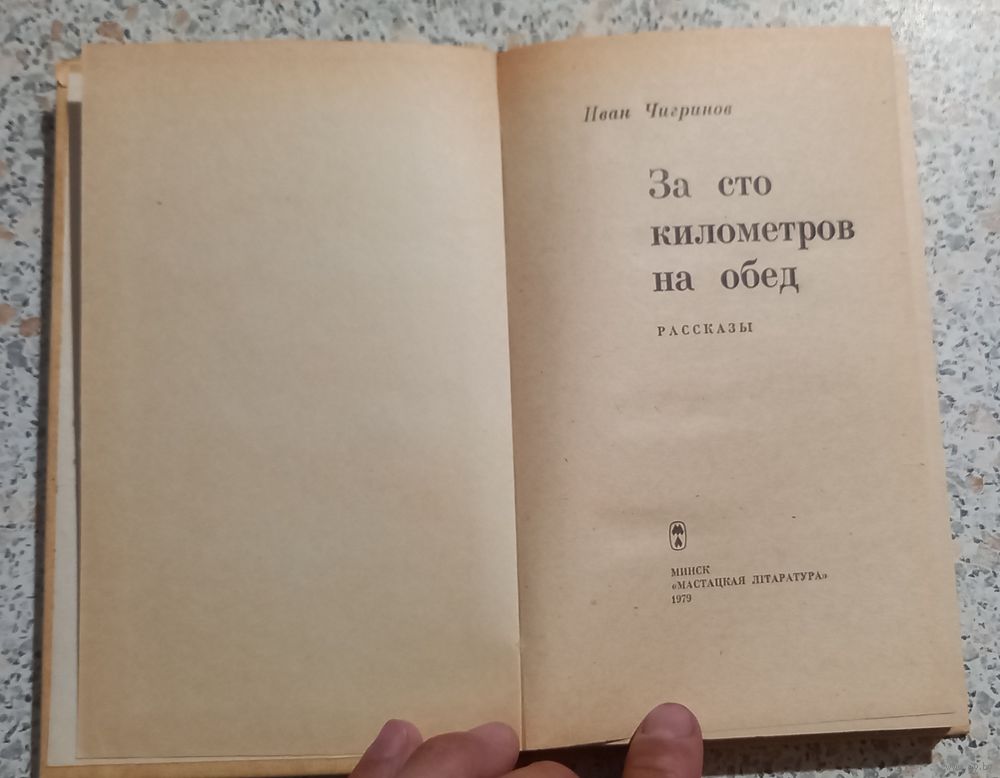 Иван Чигринов
За сто
километров
на обед
РАССКАЗЫ
МИНСК
«МАСТАЦКАЯ ЛІТАРАТУРА»
1979